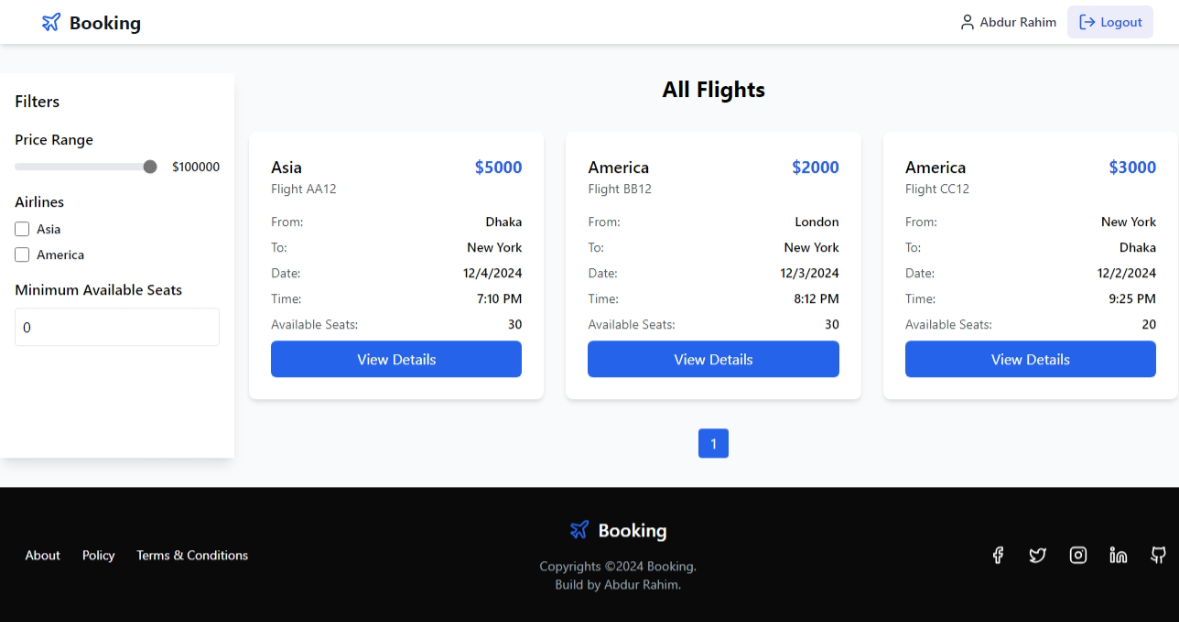 Booking
Abdur Rahim
Logout
Filters
Price Range
$100000
Airlines
Asia
America
Minimum Available Seats
0
All Flights
Asia $5000
Flight AA12
From: Dhaka
To: New York
Date: 12/4/2024
Time: 7:10 PM
Available Seats: 30
View Details
America $2000
Flight BB12
From: London
To: New York
Date: 12/3/2024
Time: 8:12 PM
Available Seats: 30
View Details
America $3000
Flight CC12
From: New York
To: Dhaka
Date: 12/2/2024
Time: 9:25 PM
Available Seats: 20
View Details
1
About Policy Terms & Conditions
Booking
Copyrights ©2024 Booking.
Build by Abdur Rahim.